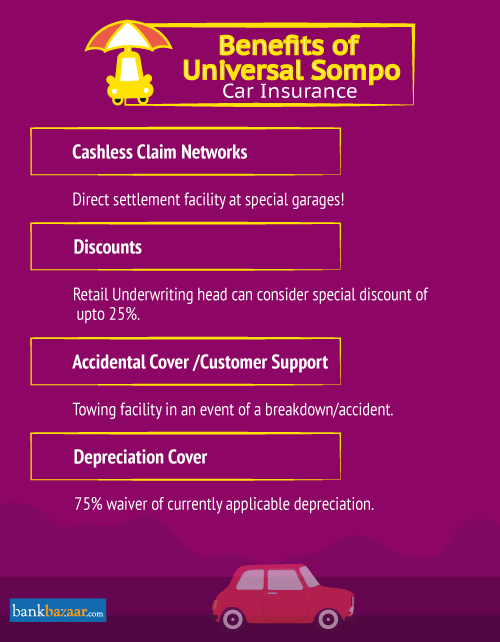 Benefits of
Universal Sompo
Car Insurance
Cashless Claim Networks
Direct settlement facility at special garages!
Discounts
Retail Underwriting head can consider special discount of
upto 25%.
Accidental Cover /Customer Support
Towing facility in an event of a breakdown/accident.
Depreciation Cover
75% waiver of currently applicable depreciation.
bankbazaar.com